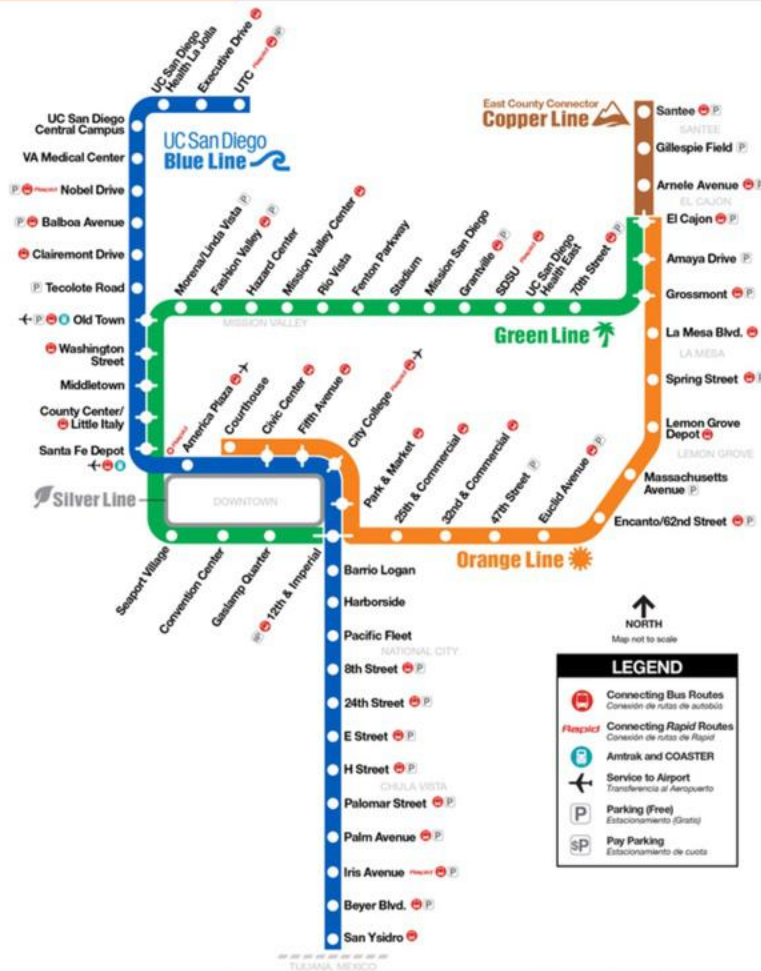 UC San Diego
Health La Jolla
Executive Drive
UTC Rapid $P
UC San Diego
Central Campus
VA Medical Center
P Rapid Nobel Drive
P Balboa Avenue
Clairemont Drive
P Tecolote Road
P Old Town
Washington
Street
Middletown
County Center/
Little Italy
Santa Fe Depot
UC San Diego
Blue Line
East County Connector
Copper Line
Santee P
SANTEE
Gillespie Field P
Arnele Avenue P
EL CAJON
El Cajon P
Amaya Drive P
Grossmont P
La Mesa Blvd.
LA MESA
Spring Street P
Lemon Grove
Depot
LEMON GROVE
Massachusetts
Avenue P
Encanto/62nd Street P
Morena/Linda Vista P
Fashion Valley P
Hazard Center
Mission Valley Center
Rio Vista
Fenton Parkway
Stadium
Mission San Diego
Grantville P
SDSU Rapid
UC San Diego
Health East
70th Street P
MISSION VALLEY
Green Line
Rapid
America Plaza
Courthouse
Civic Center
Fifth Avenue
City College Rapid
Park & Market
25th & Commercial
32nd & Commercial
47th Street P
Euclid Avenue P
Silver Line
DOWNTOWN
Orange Line
Seaport Village
Convention Center
Gaslamp Quarter
$P 12th & Imperial
Barrio Logan
Harborside
Pacific Fleet
NATIONAL CITY
8th Street P
24th Street P
E Street P
H Street P
CHULA VISTA
Palomar Street P
Palm Avenue P
Iris Avenue Rapid P
Beyer Blvd. P
San Ysidro
TIJUANA, MEXICO
NORTH
Map not to scale
LEGEND
Connecting Bus Routes
Conexión de rutas de autobús
Rapid Connecting Rapid Routes
Conexión de rutas de Rapid
Amtrak and COASTER
Service to Airport
Transferencia al Aeropuerto
P Parking (Free)
Estacionamiento (Gratis)
$P Pay Parking
Estacionamiento de cuota